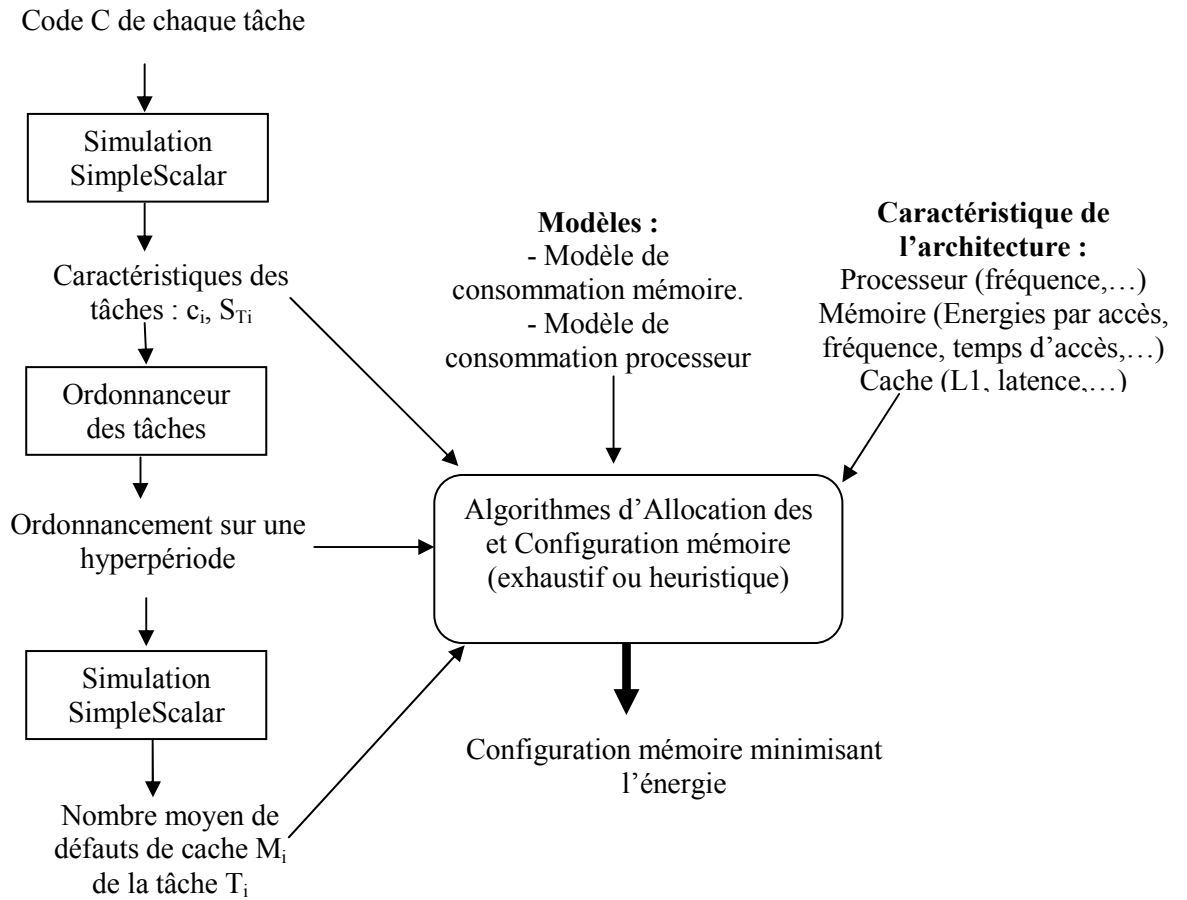 Code C de chaque tâche
Simulation
SimpleScalar
Caractéristiques des
tâches : ci, STi
Ordonnanceur
des tâches
Ordonnancement sur une
hyperpériode
Simulation
SimpleScalar
Nombre moyen de
défauts de cache Mi
de la tâche Ti
Modèles :
- Modèle de
consommation mémoire.
- Modèle de
consommation processeur
Caractéristique de
l’architecture :
Processeur (fréquence,…)
Mémoire (Energies par accès,
fréquence, temps d’accès,…)
Cache (L1, latence,…)
Algorithmes d’Allocation des
et Configuration mémoire
(exhaustif ou heuristique)
Configuration mémoire minimisant
l’énergie